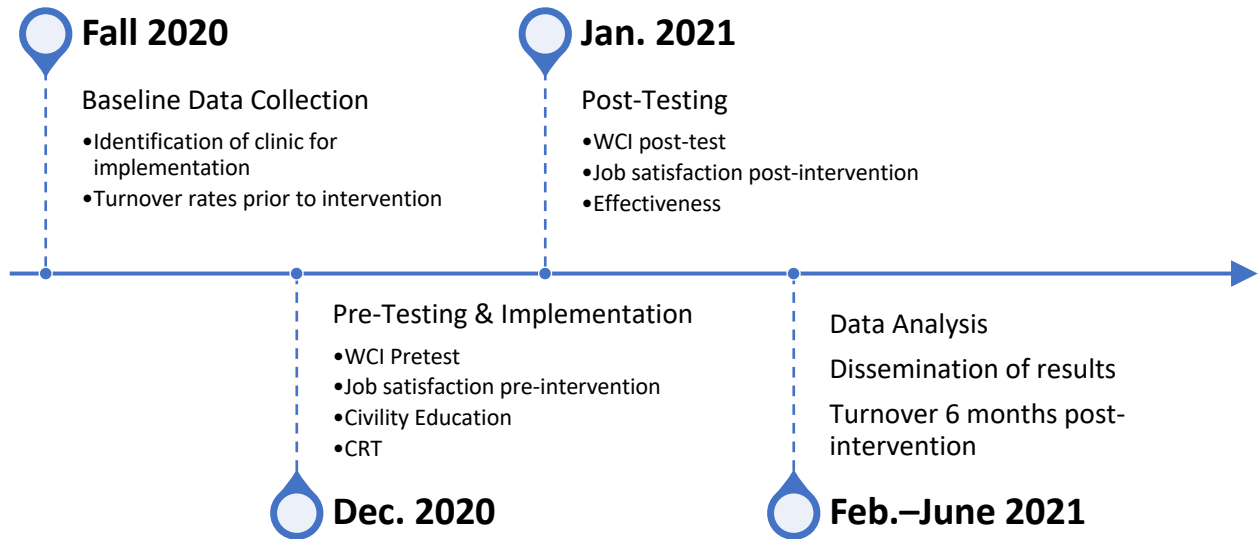 Fall 2020
Baseline Data Collection
•Identification of clinic for
implementation
•Turnover rates prior to intervention
Dec. 2020
Pre-Testing & Implementation
•WCI Pretest
•Job satisfaction pre-intervention
•Civility Education
•CRT
Jan. 2021
Post-Testing
•WCI post-test
•Job satisfaction post-intervention
•Effectiveness
Feb.–June 2021
Data Analysis
Dissemination of results
Turnover 6 months post-
intervention